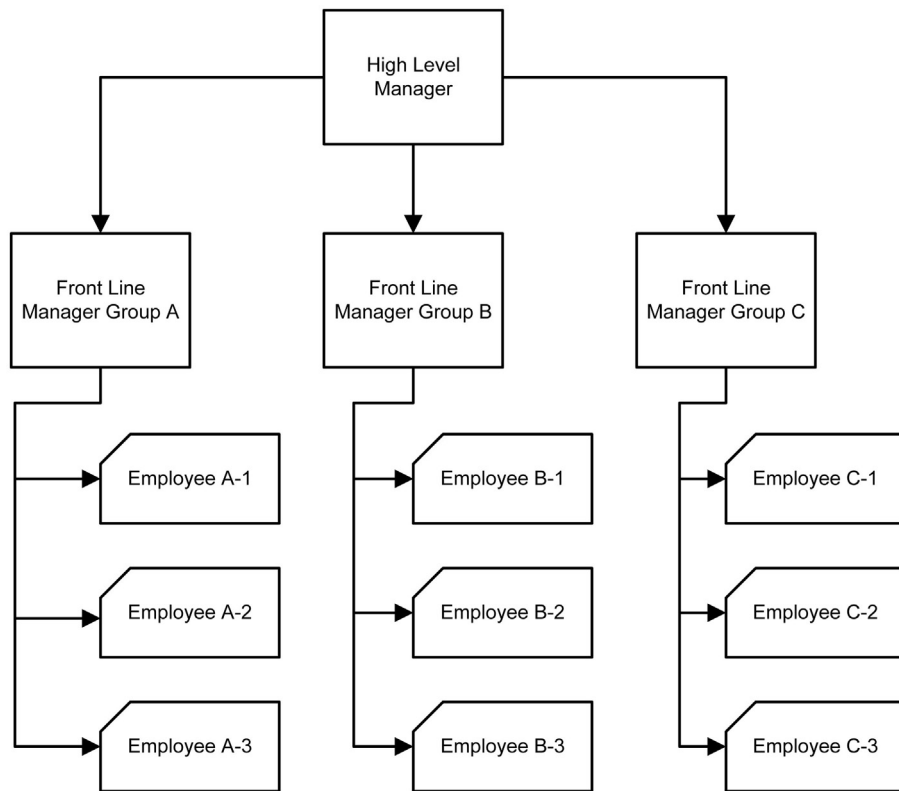 High Level
Manager
Front Line
Manager Group A
Front Line
Manager Group B
Front Line
Manager Group C
Employee A-1
Employee B-1
Employee C-1
Employee A-2
Employee B-2
Employee C-2
Employee A-3
Employee B-3
Employee C-3